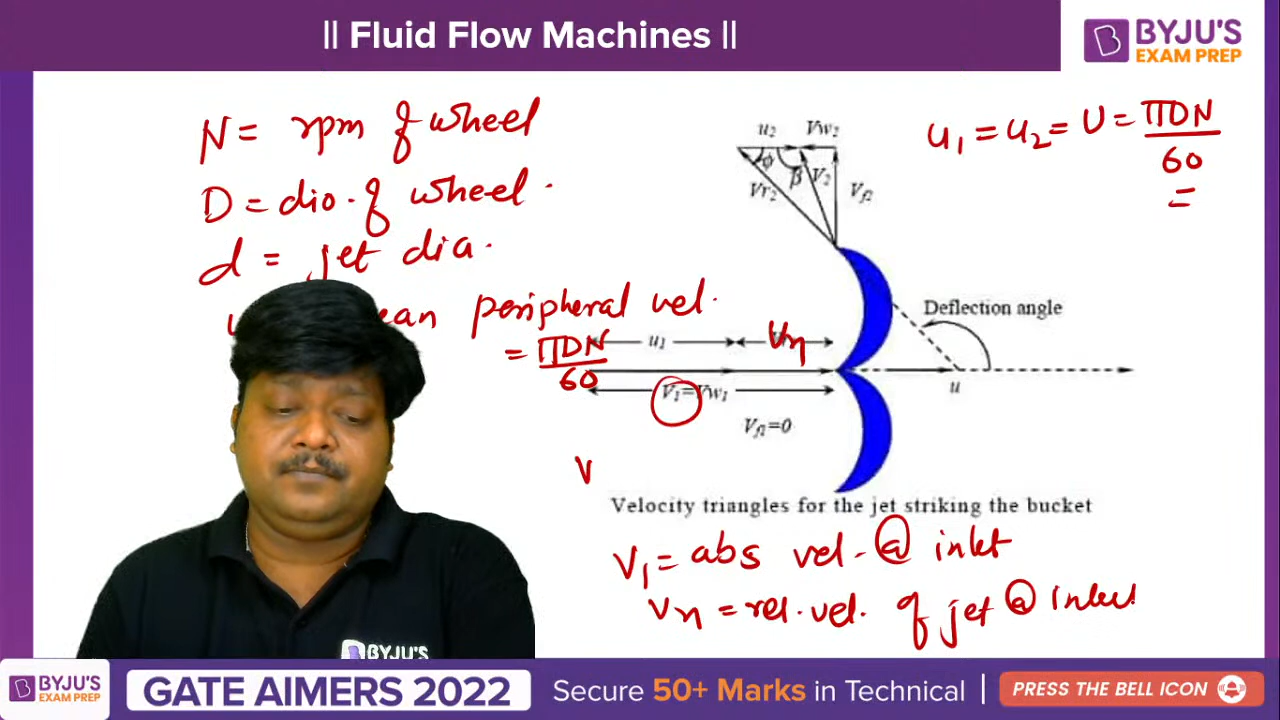 || Fluid Flow Machines ||
BYJU'S
EXAM PREP
N = rpm of wheel
D = dia. of wheel.
d = jet dia.
peripheral vel.
= πDN
60
u1 = u2 = U = πDN
60
=
u2 Vw2
φ β V2
Vr2 Vf2
Deflection angle
u1 Vr1
V1=Vw1
u
Vf1=0
V
Velocity triangles for the jet striking the bucket
V1 = abs vel. @ inlet
Vr1 = rel. vel. of jet @ inlet
BYJU'S
EXAM PREP
BYJU'S
EXAM PREP
GATE AIMERS 2022
Secure 50+ Marks in Technical
PRESS THE BELL ICON